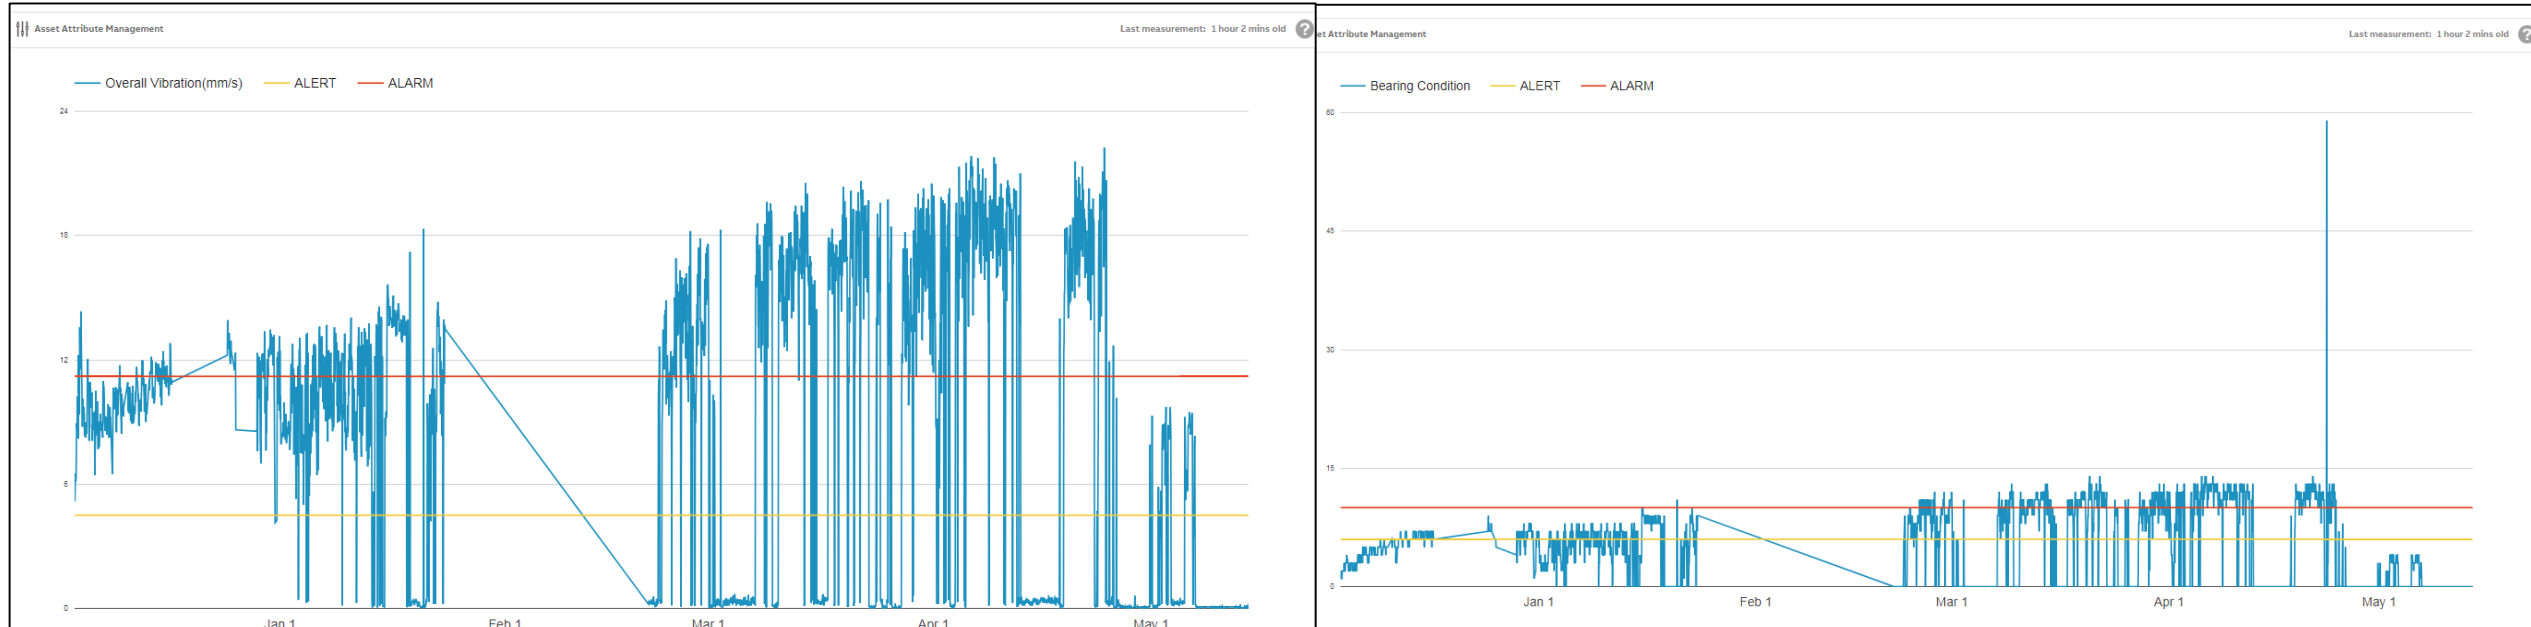 Asset Attribute Management
Last measurement: 1 hour 2 mins old ?
Overall Vibration(mm/s) ALERT ALARM
24
18
12
6
0
Jan 1 Feb 1 Mar 1 Apr 1 May 1
et Attribute Management
Last measurement: 1 hour 2 mins old ?
Bearing Condition ALERT ALARM
60
45
30
15
0
Jan 1 Feb 1 Mar 1 Apr 1 May 1